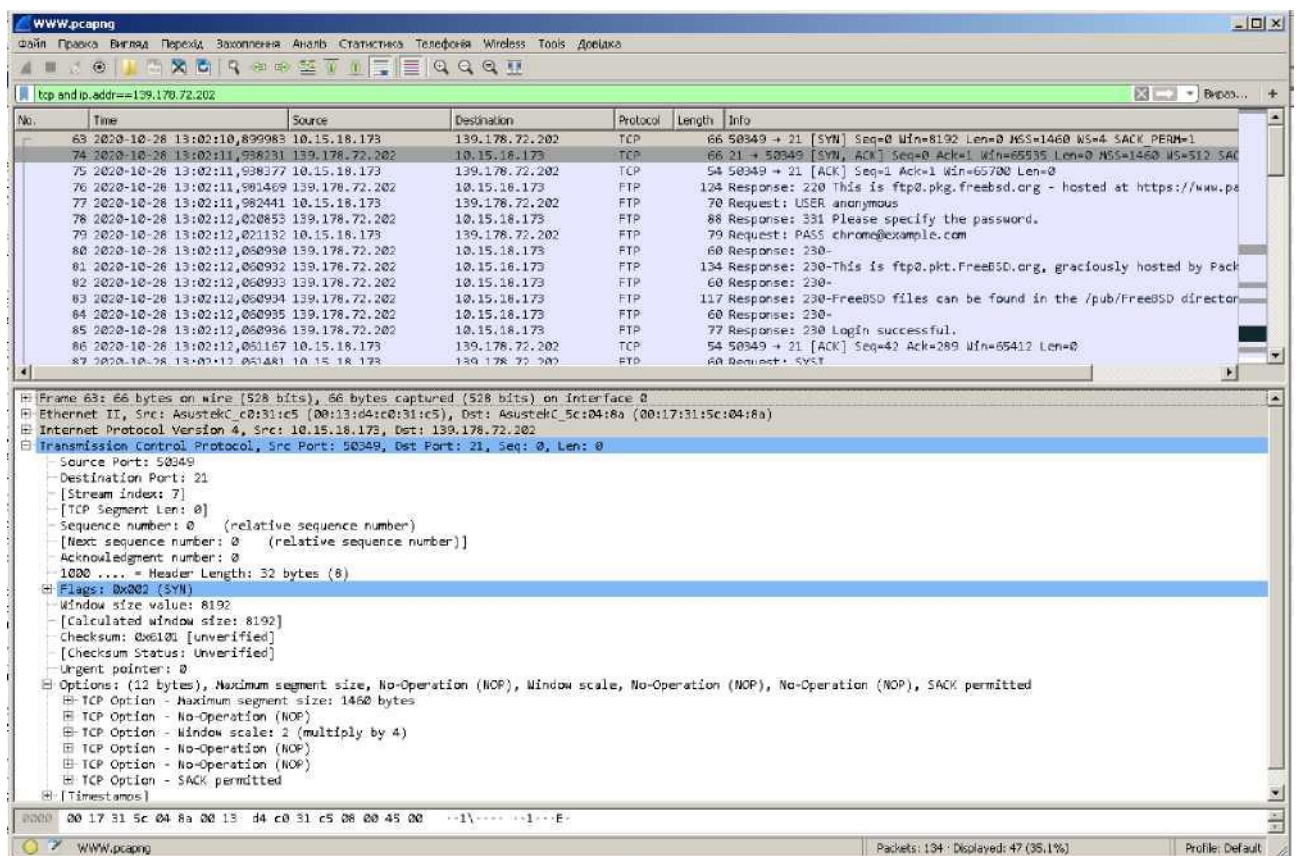 WWW.pcapng
Файл Правка Вигляд Перехід Захоплення Аналіз Статистика Телефонія Wireless Tools Довідка
tcp and ip.addr==139.178.72.202 Вираз... +
No. Time Source Destination Protocol Length Info
63 2020-10-28 13:02:10,899983 10.15.18.173 139.178.72.202 TCP 66 50349 → 21 [SYN] Seq=0 Win=8192 Len=0 MSS=1460 WS=4 SACK_PERM=1
74 2020-10-28 13:02:11,938231 139.178.72.202 10.15.18.173 TCP 66 21 → 50349 [SYN, ACK] Seq=0 Ack=1 Win=65535 Len=0 MSS=1460 WS=512 SAC
75 2020-10-28 13:02:11,938377 10.15.18.173 139.178.72.202 TCP 54 50349 → 21 [ACK] Seq=1 Ack=1 Win=65700 Len=0
76 2020-10-28 13:02:11,981469 139.178.72.202 10.15.18.173 FTP 124 Response: 220 This is ftp0.pkg.freebsd.org - hosted at https://www.pa
77 2020-10-28 13:02:11,982441 10.15.18.173 139.178.72.202 FTP 70 Request: USER anonymous
78 2020-10-28 13:02:12,020853 139.178.72.202 10.15.18.173 FTP 88 Response: 331 Please specify the password.
79 2020-10-28 13:02:12,021132 10.15.18.173 139.178.72.202 FTP 79 Request: PASS chrome@example.com
80 2020-10-28 13:02:12,060930 139.178.72.202 10.15.18.173 FTP 60 Response: 230-
81 2020-10-28 13:02:12,060932 139.178.72.202 10.15.18.173 FTP 134 Response: 230-This is ftp0.pkt.FreeBSD.org, graciously hosted by Pack
82 2020-10-28 13:02:12,060933 139.178.72.202 10.15.18.173 FTP 60 Response: 230-
83 2020-10-28 13:02:12,060934 139.178.72.202 10.15.18.173 FTP 117 Response: 230-FreeBSD files can be found in the /pub/FreeBSD director
84 2020-10-28 13:02:12,060935 139.178.72.202 10.15.18.173 FTP 60 Response: 230-
85 2020-10-28 13:02:12,060936 139.178.72.202 10.15.18.173 FTP 77 Response: 230 Login successful.
86 2020-10-28 13:02:12,061167 10.15.18.173 139.178.72.202 TCP 54 50349 → 21 [ACK] Seq=42 Ack=289 Win=65412 Len=0
87 2020-10-28 13:02:12,061481 10.15.18.173 139.178.72.202 FTP 60 Request: SYST
Frame 63: 66 bytes on wire (528 bits), 66 bytes captured (528 bits) on interface 0
Ethernet II, Src: AsustekC_c0:31:c5 (00:13:d4:c0:31:c5), Dst: AsustekC_5c:04:8a (00:17:31:5c:04:8a)
Internet Protocol Version 4, Src: 10.15.18.173, Dst: 139.178.72.202
Transmission Control Protocol, Src Port: 50349, Dst Port: 21, Seq: 0, Len: 0
Source Port: 50349
Destination Port: 21
[Stream index: 7]
[TCP Segment Len: 0]
Sequence number: 0 (relative sequence number)
[Next sequence number: 0 (relative sequence number)]
Acknowledgment number: 0
1000 .... = Header Length: 32 bytes (8)
Flags: 0x002 (SYN)
Window size value: 8192
[Calculated window size: 8192]
Checksum: 0x6101 [unverified]
[Checksum Status: Unverified]
Urgent pointer: 0
Options: (12 bytes), Maximum segment size, No-Operation (NOP), Window scale, No-Operation (NOP), No-Operation (NOP), SACK permitted
TCP Option - Maximum segment size: 1460 bytes
TCP Option - No-Operation (NOP)
TCP Option - Window scale: 2 (multiply by 4)
TCP Option - No-Operation (NOP)
TCP Option - No-Operation (NOP)
TCP Option - SACK permitted
[Timestamps]
0000 00 17 31 5c 04 8a 00 13 d4 c0 31 c5 08 00 45 00 ··1\···· ··1···E·
WWW.pcapng Packets: 134 · Displayed: 47 (35.1%) Profile: Default